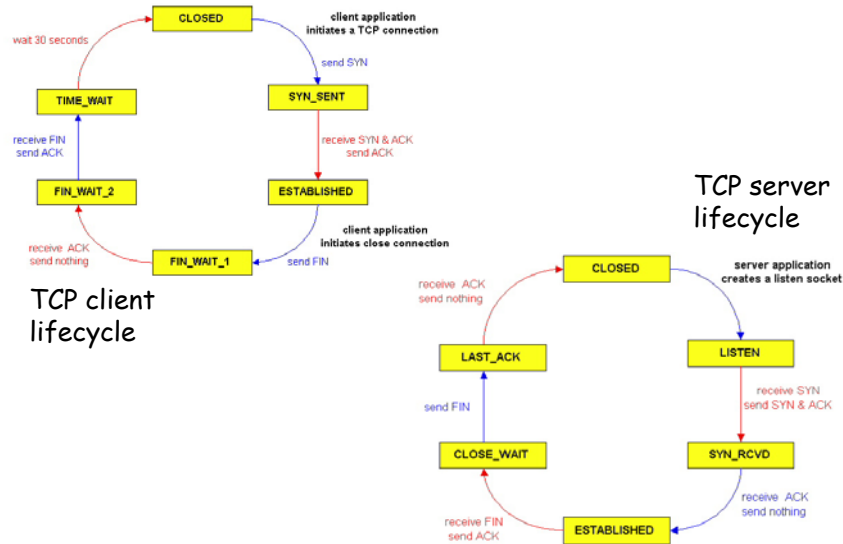 CLOSED
client application
initiates a TCP connection
wait 30 seconds
send SYN
TIME_WAIT
SYN_SENT
receive FIN
send ACK
receive SYN & ACK
send ACK
FIN_WAIT_2
ESTABLISHED
client application
initiates close connection
receive ACK
send nothing
send FIN
FIN_WAIT_1
TCP client
lifecycle
TCP server
lifecycle
CLOSED
server application
creates a listen socket
receive ACK
send nothing
LAST_ACK
LISTEN
send FIN
receive SYN
send SYN & ACK
CLOSE_WAIT
SYN_RCVD
receive ACK
send nothing
receive FIN
send ACK
ESTABLISHED